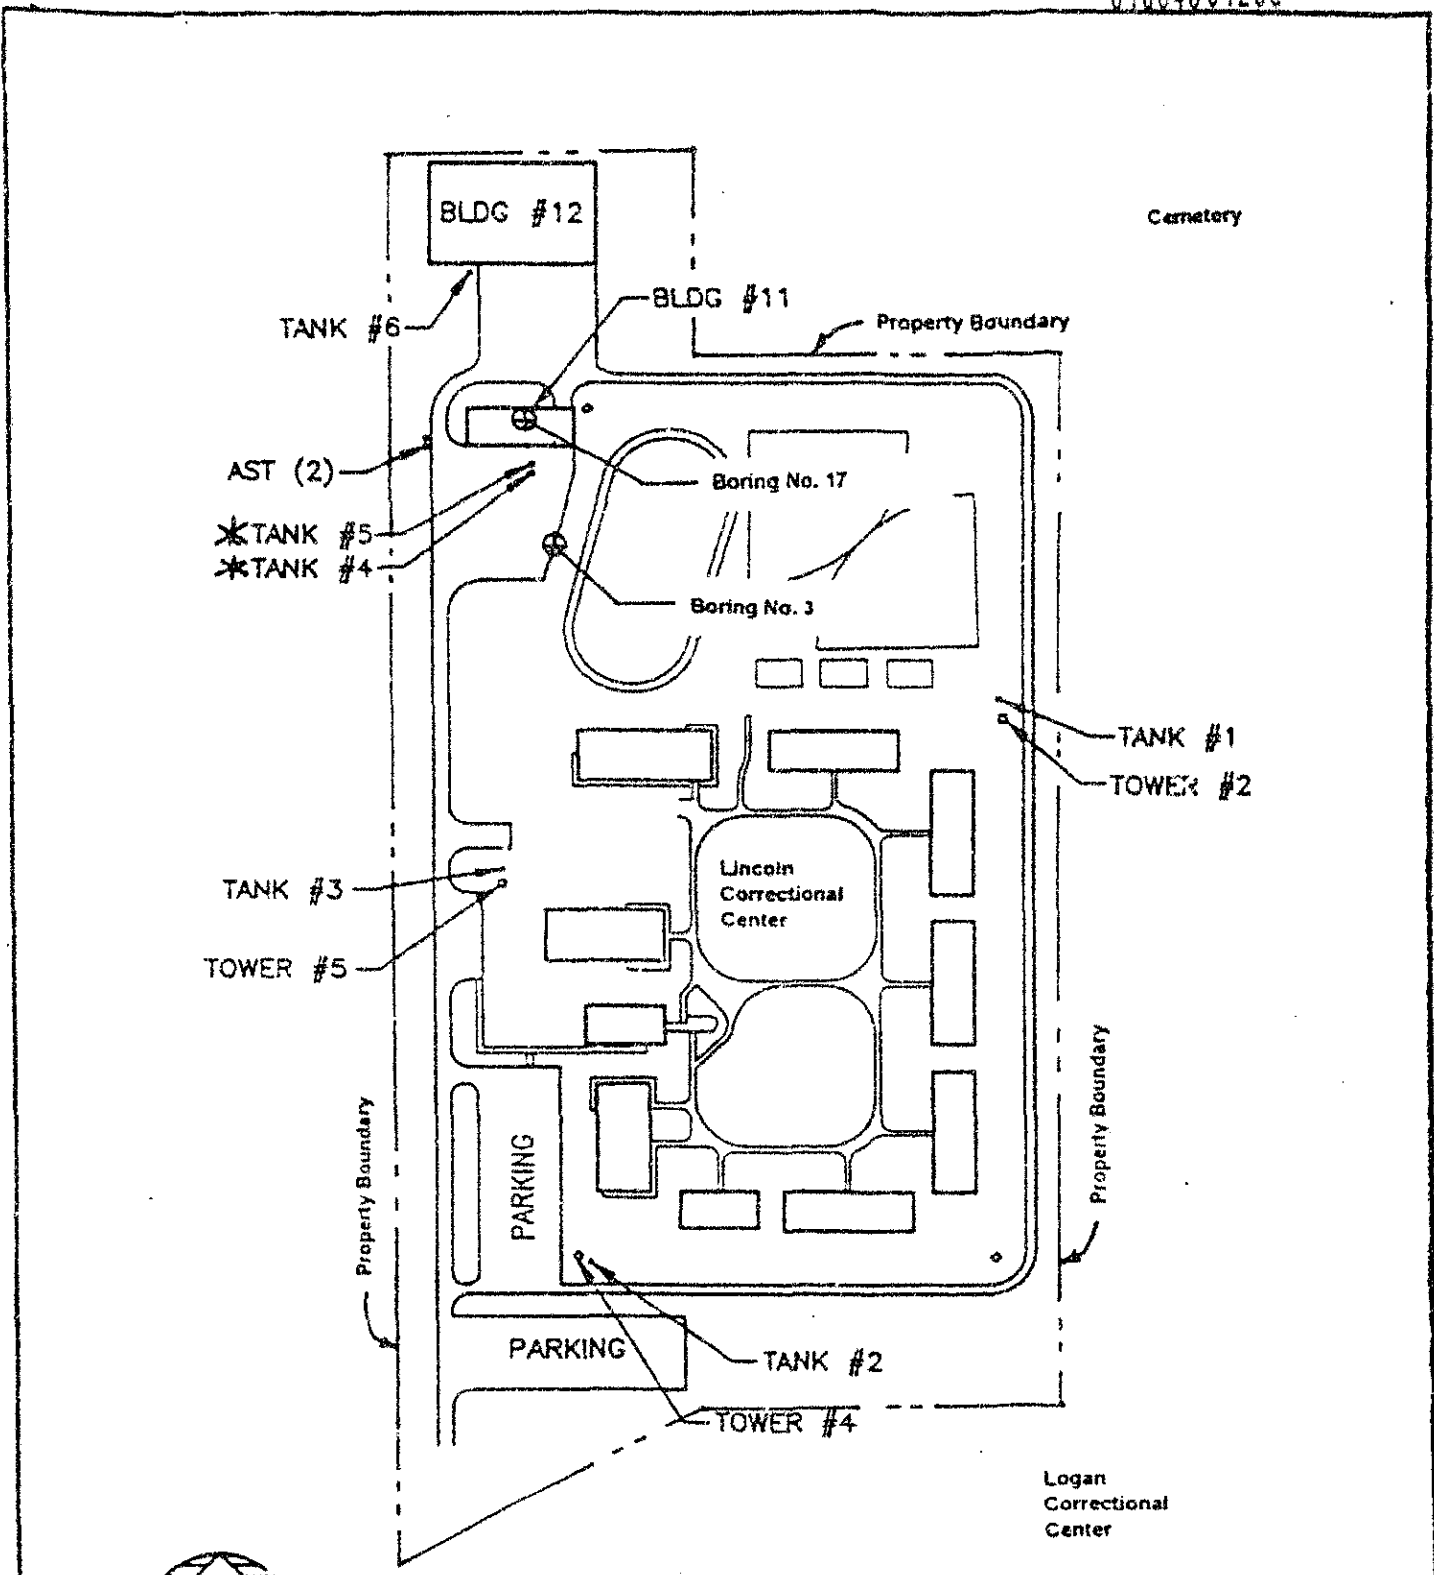 BLDG #12
Cemetery
BLDG #11
TANK #6
Property Boundary
AST (2)
Boring No. 17
TANK #5
TANK #4
Boring No. 3
TANK #1
TOWER #2
Lincoln
Correctional
Center
TANK #3
TOWER #5
Property Boundary
Property Boundary
PARKING
PARKING
TANK #2
TOWER #4
Logan
Correctional
Center